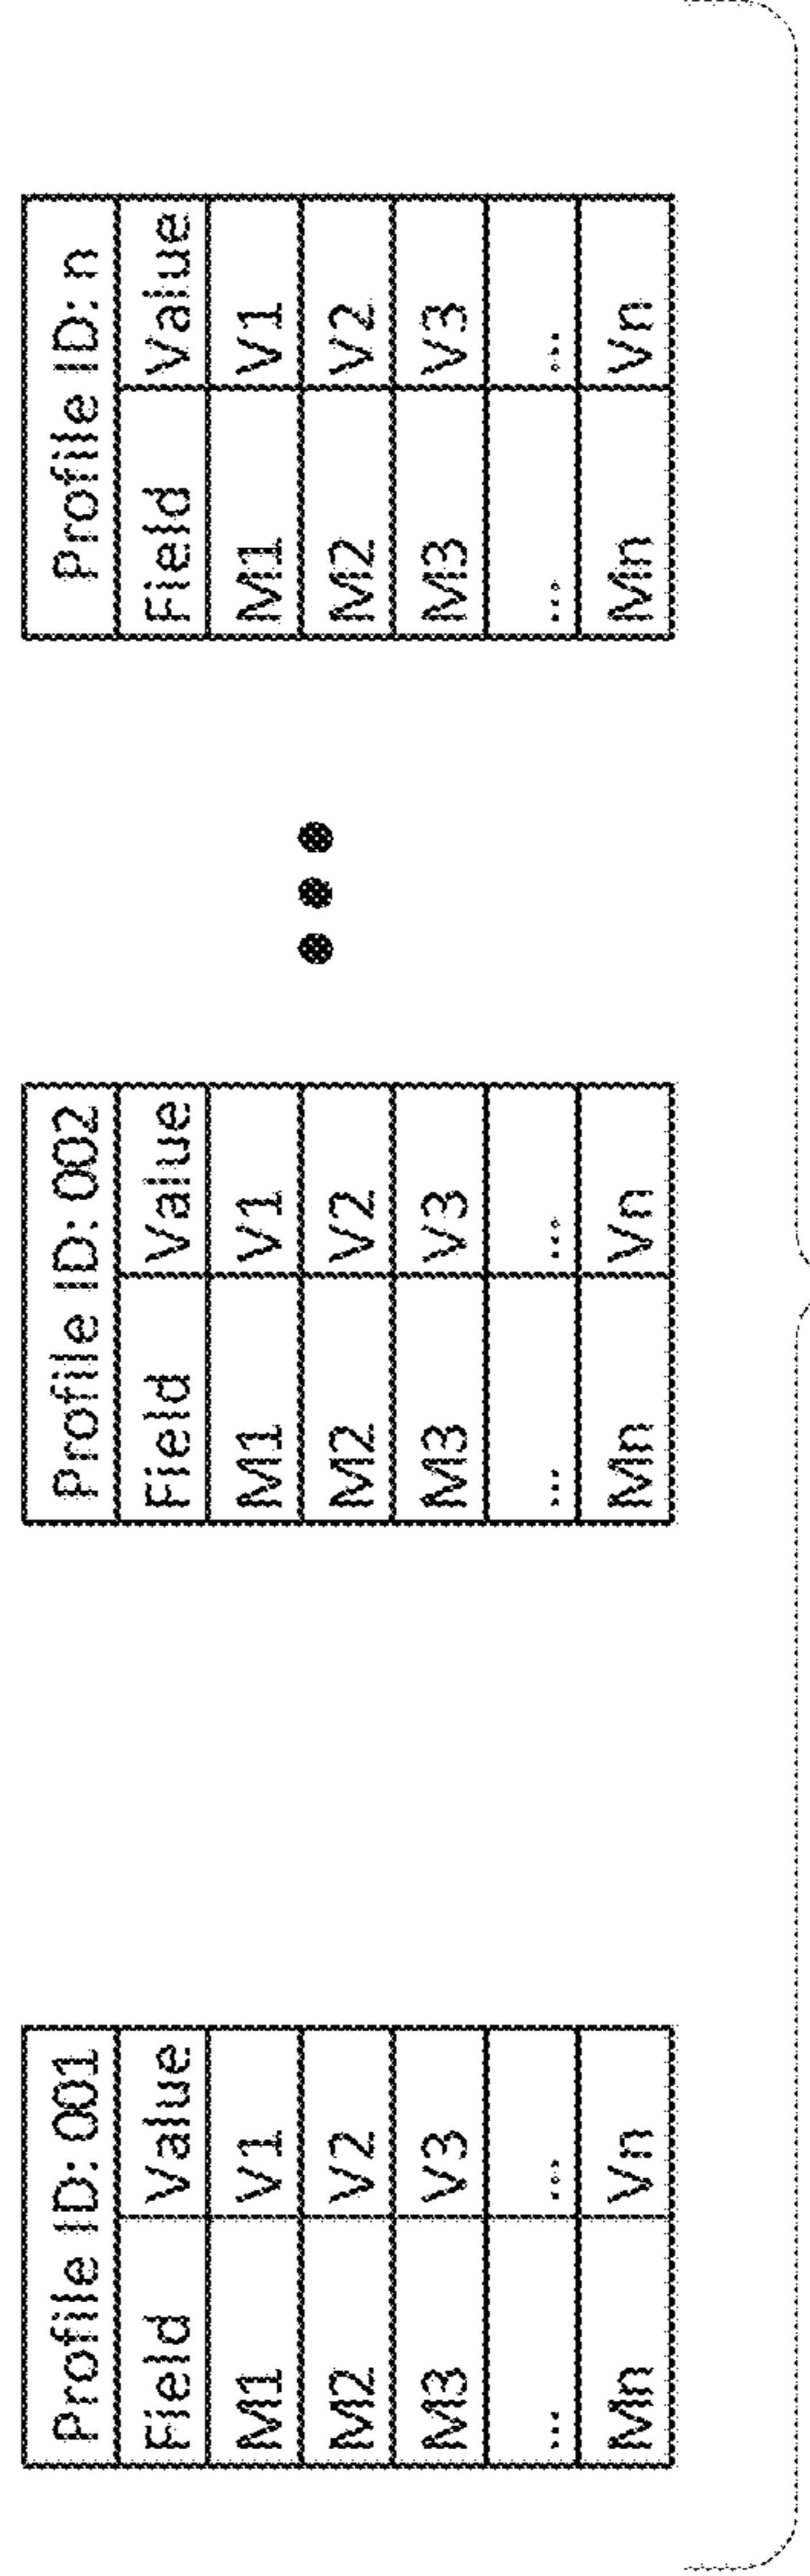 Profile ID: 001
Field Value
M1 V1
M2 V2
M3 V3
... ...
Mn Vn
Profile ID: 002
Field Value
M1 V1
M2 V2
M3 V3
... ...
Mn Vn
Profile ID: n
Field Value
M1 V1
M2 V2
M3 V3
... ...
Mn Vn